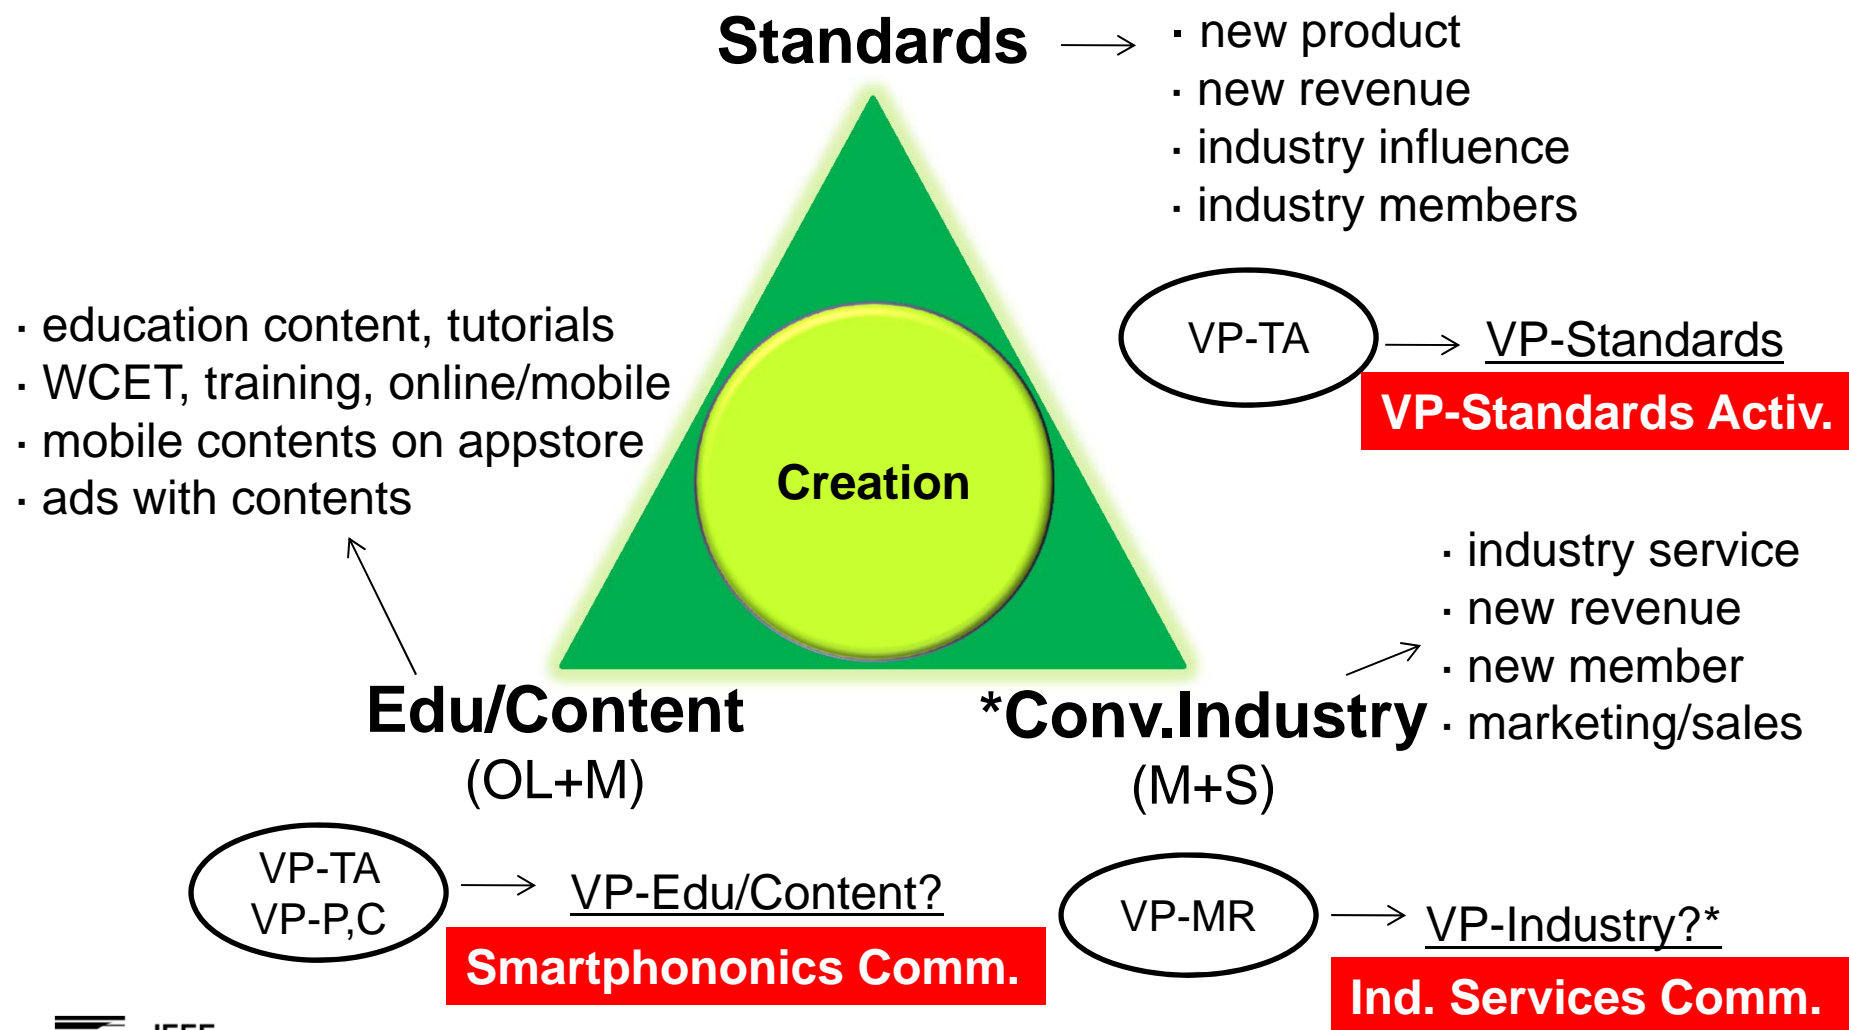 Standards
· new product
· new revenue
· industry influence
· industry members
VP-TA
VP-Standards
VP-Standards Activ.
· education content, tutorials
· WCET, training, online/mobile
· mobile contents on appstore
· ads with contents
Creation
· industry service
· new revenue
· new member
· marketing/sales
Edu/Content
(OL+M)
*Conv.Industry
(M+S)
VP-TA
VP-P,C
VP-Edu/Content?
Smartphononics Comm.
VP-MR
VP-Industry?*
Ind. Services Comm.
IEEE